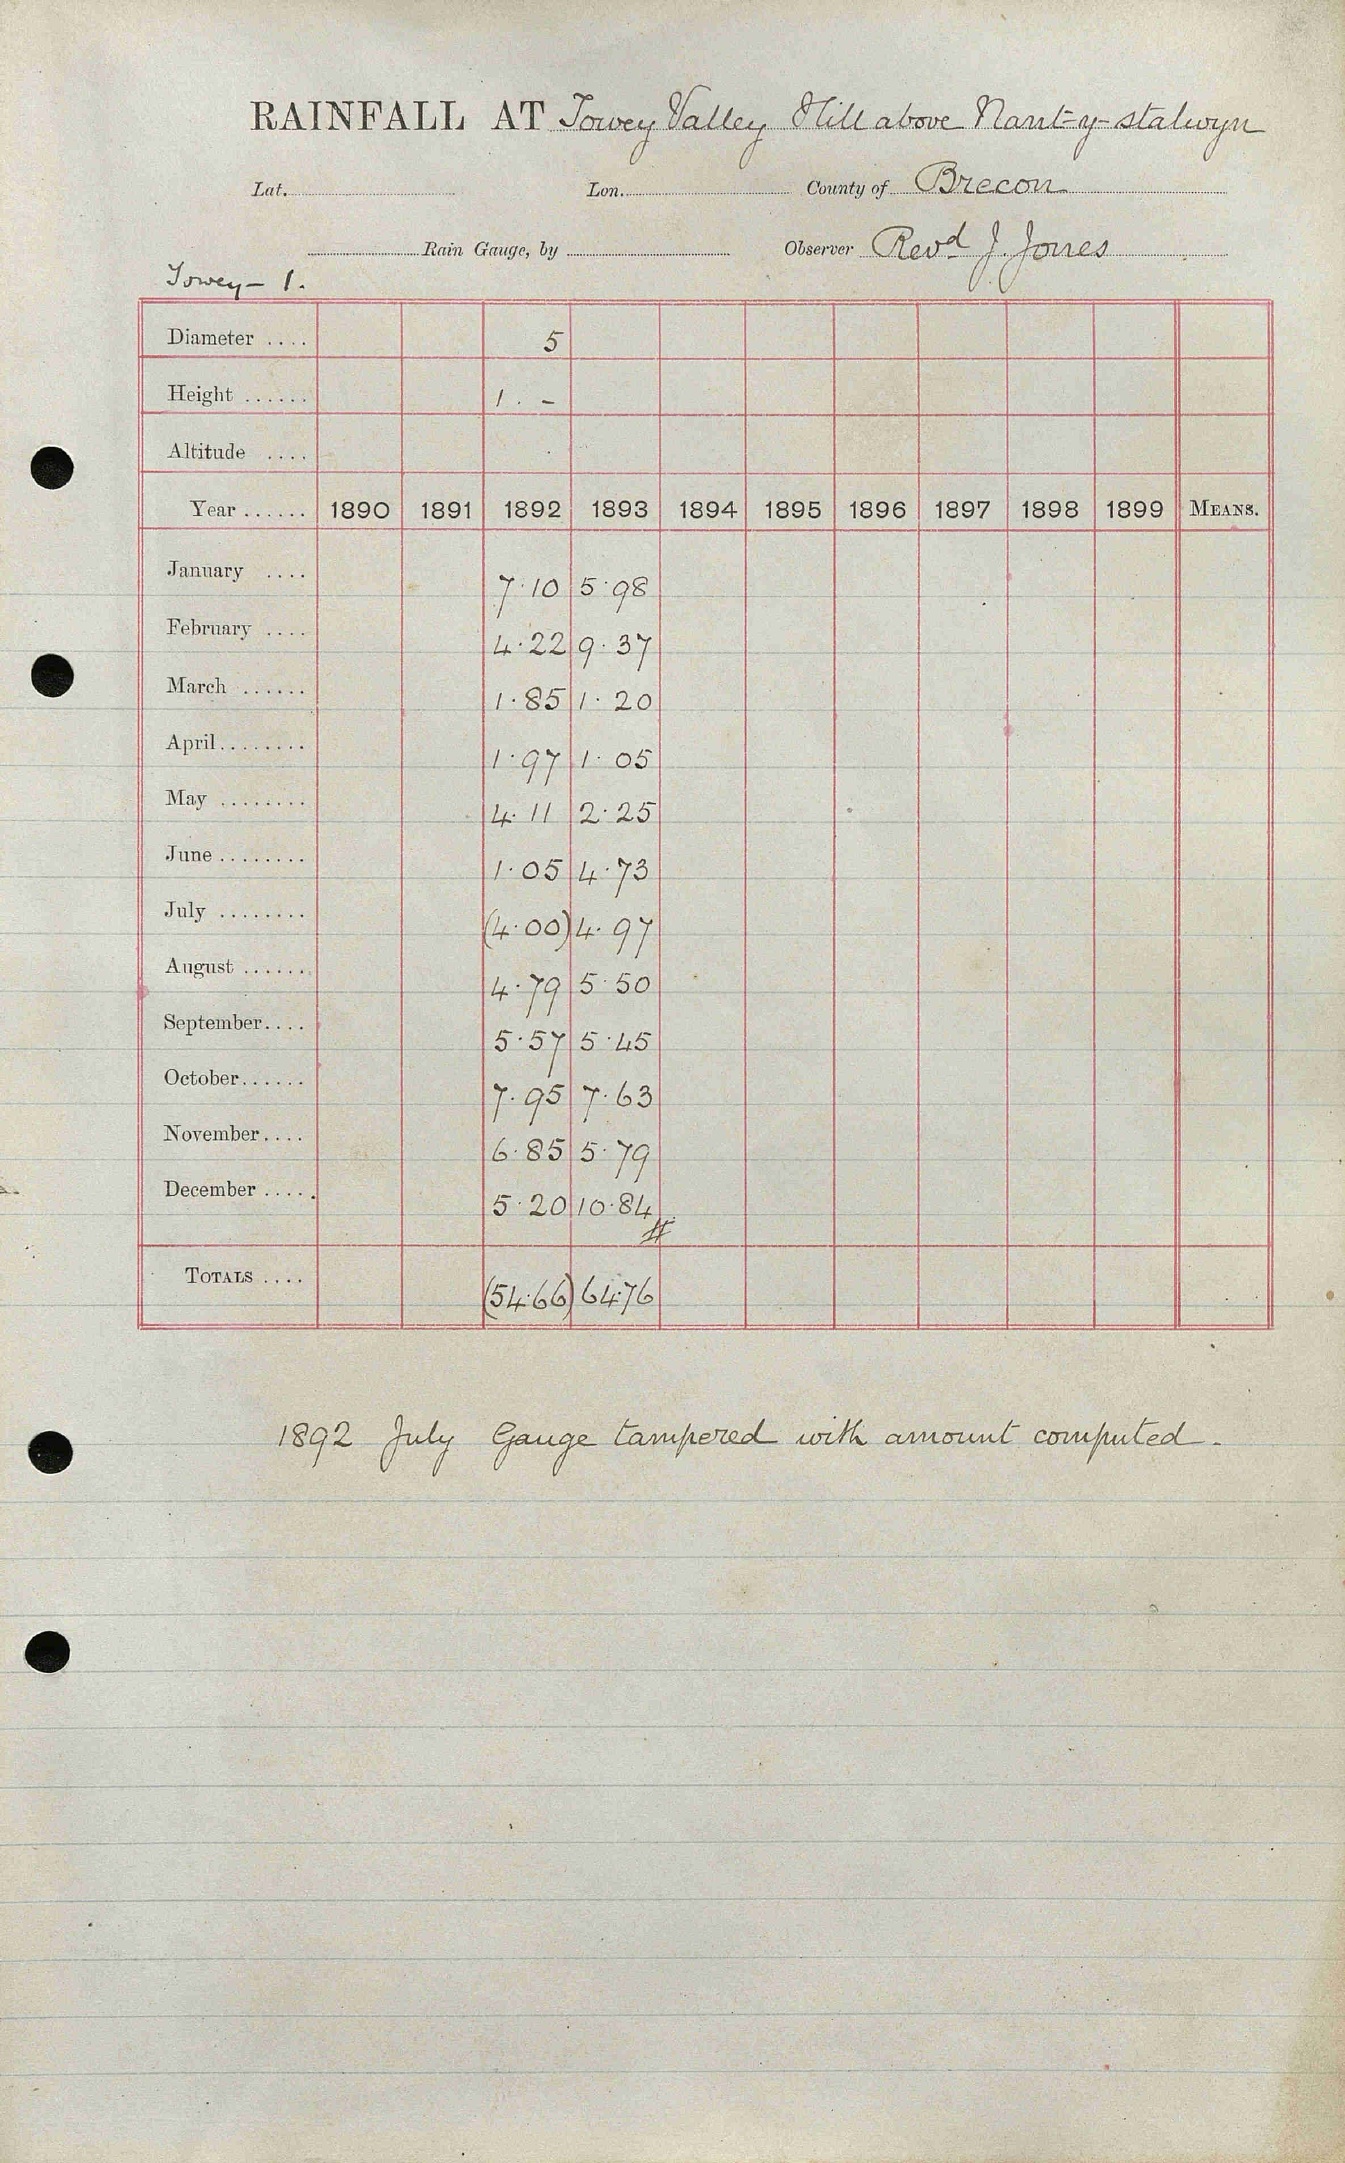 RAINFALL AT Towey Valley Hill above Nant-y-stalwyn
Lat. Lon. County of Brecon
Rain Gauge, by Observer Revd J. Jones
Towey - 1.
Diameter .... 5
Height ...... 1 . -
Altitude ....
Year ...... 1890 1891 1892 1893 1894 1895 1896 1897 1898 1899 MEANS.
January .... 7.10 5.98
February .... 4.22 9.37
March ...... 1.85 1.20
April........ 1.97 1.05
May ........ 4.11 2.25
June ........ 1.05 4.73
July ........ (4.00) 4.97
August ...... 4.79 5.50
September.... 5.57 5.45
October...... 7.95 7.63
November.... 6.85 5.79
December ..... 5.20 10.84
#
TOTALS .... (54.66) 64.76
1892 July Gauge tampered with amount computed.